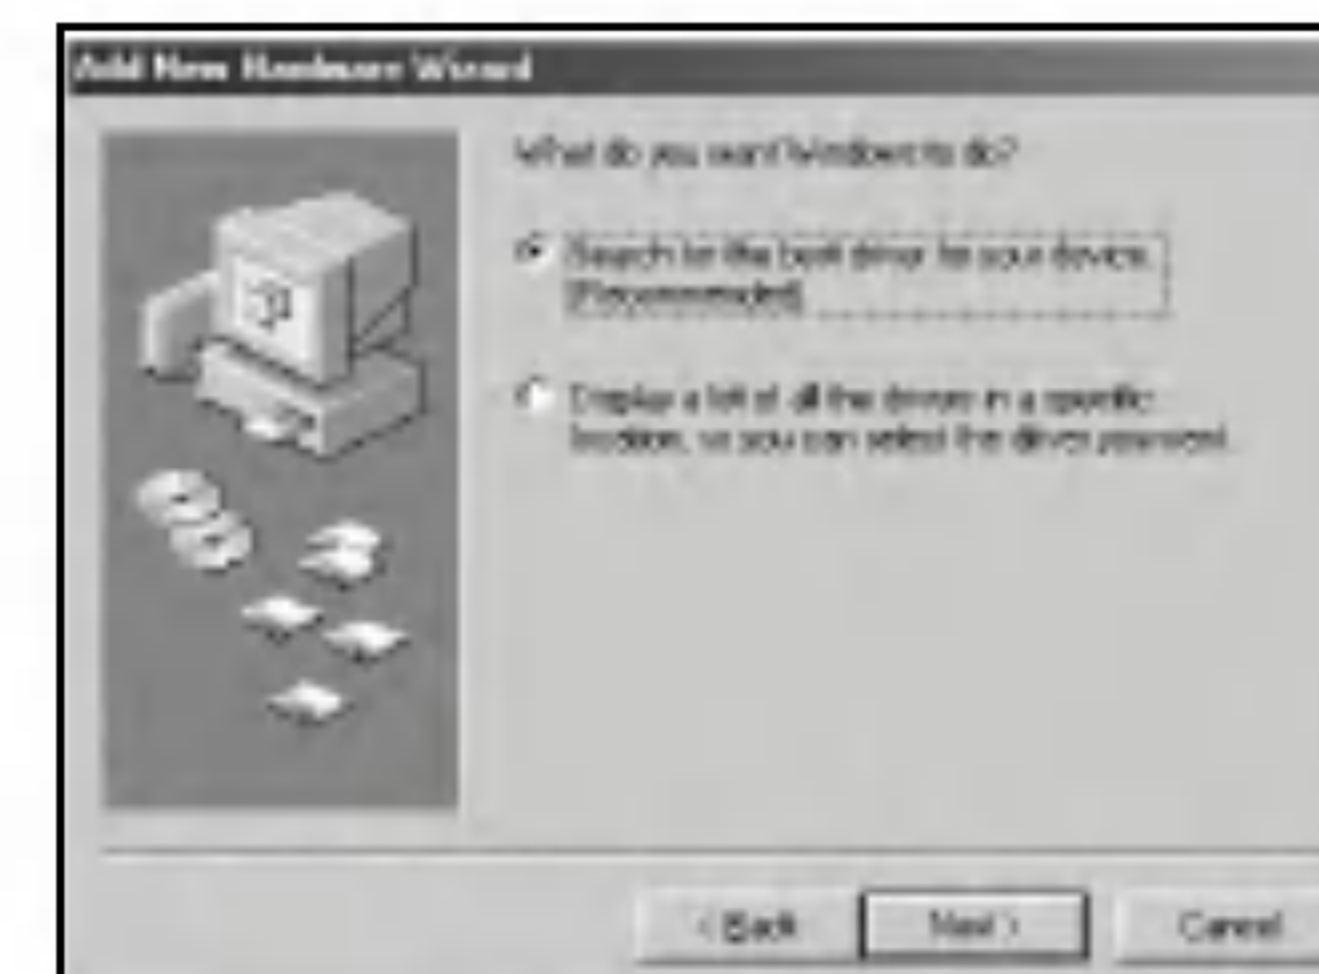 Add New Hardware Wizard
What do you want Windows to do?
Search for the best driver for your device.
(Recommended).
Display a list of all the drivers in a specific
location, so you can select the driver you want.
< Back
Next >
Cancel